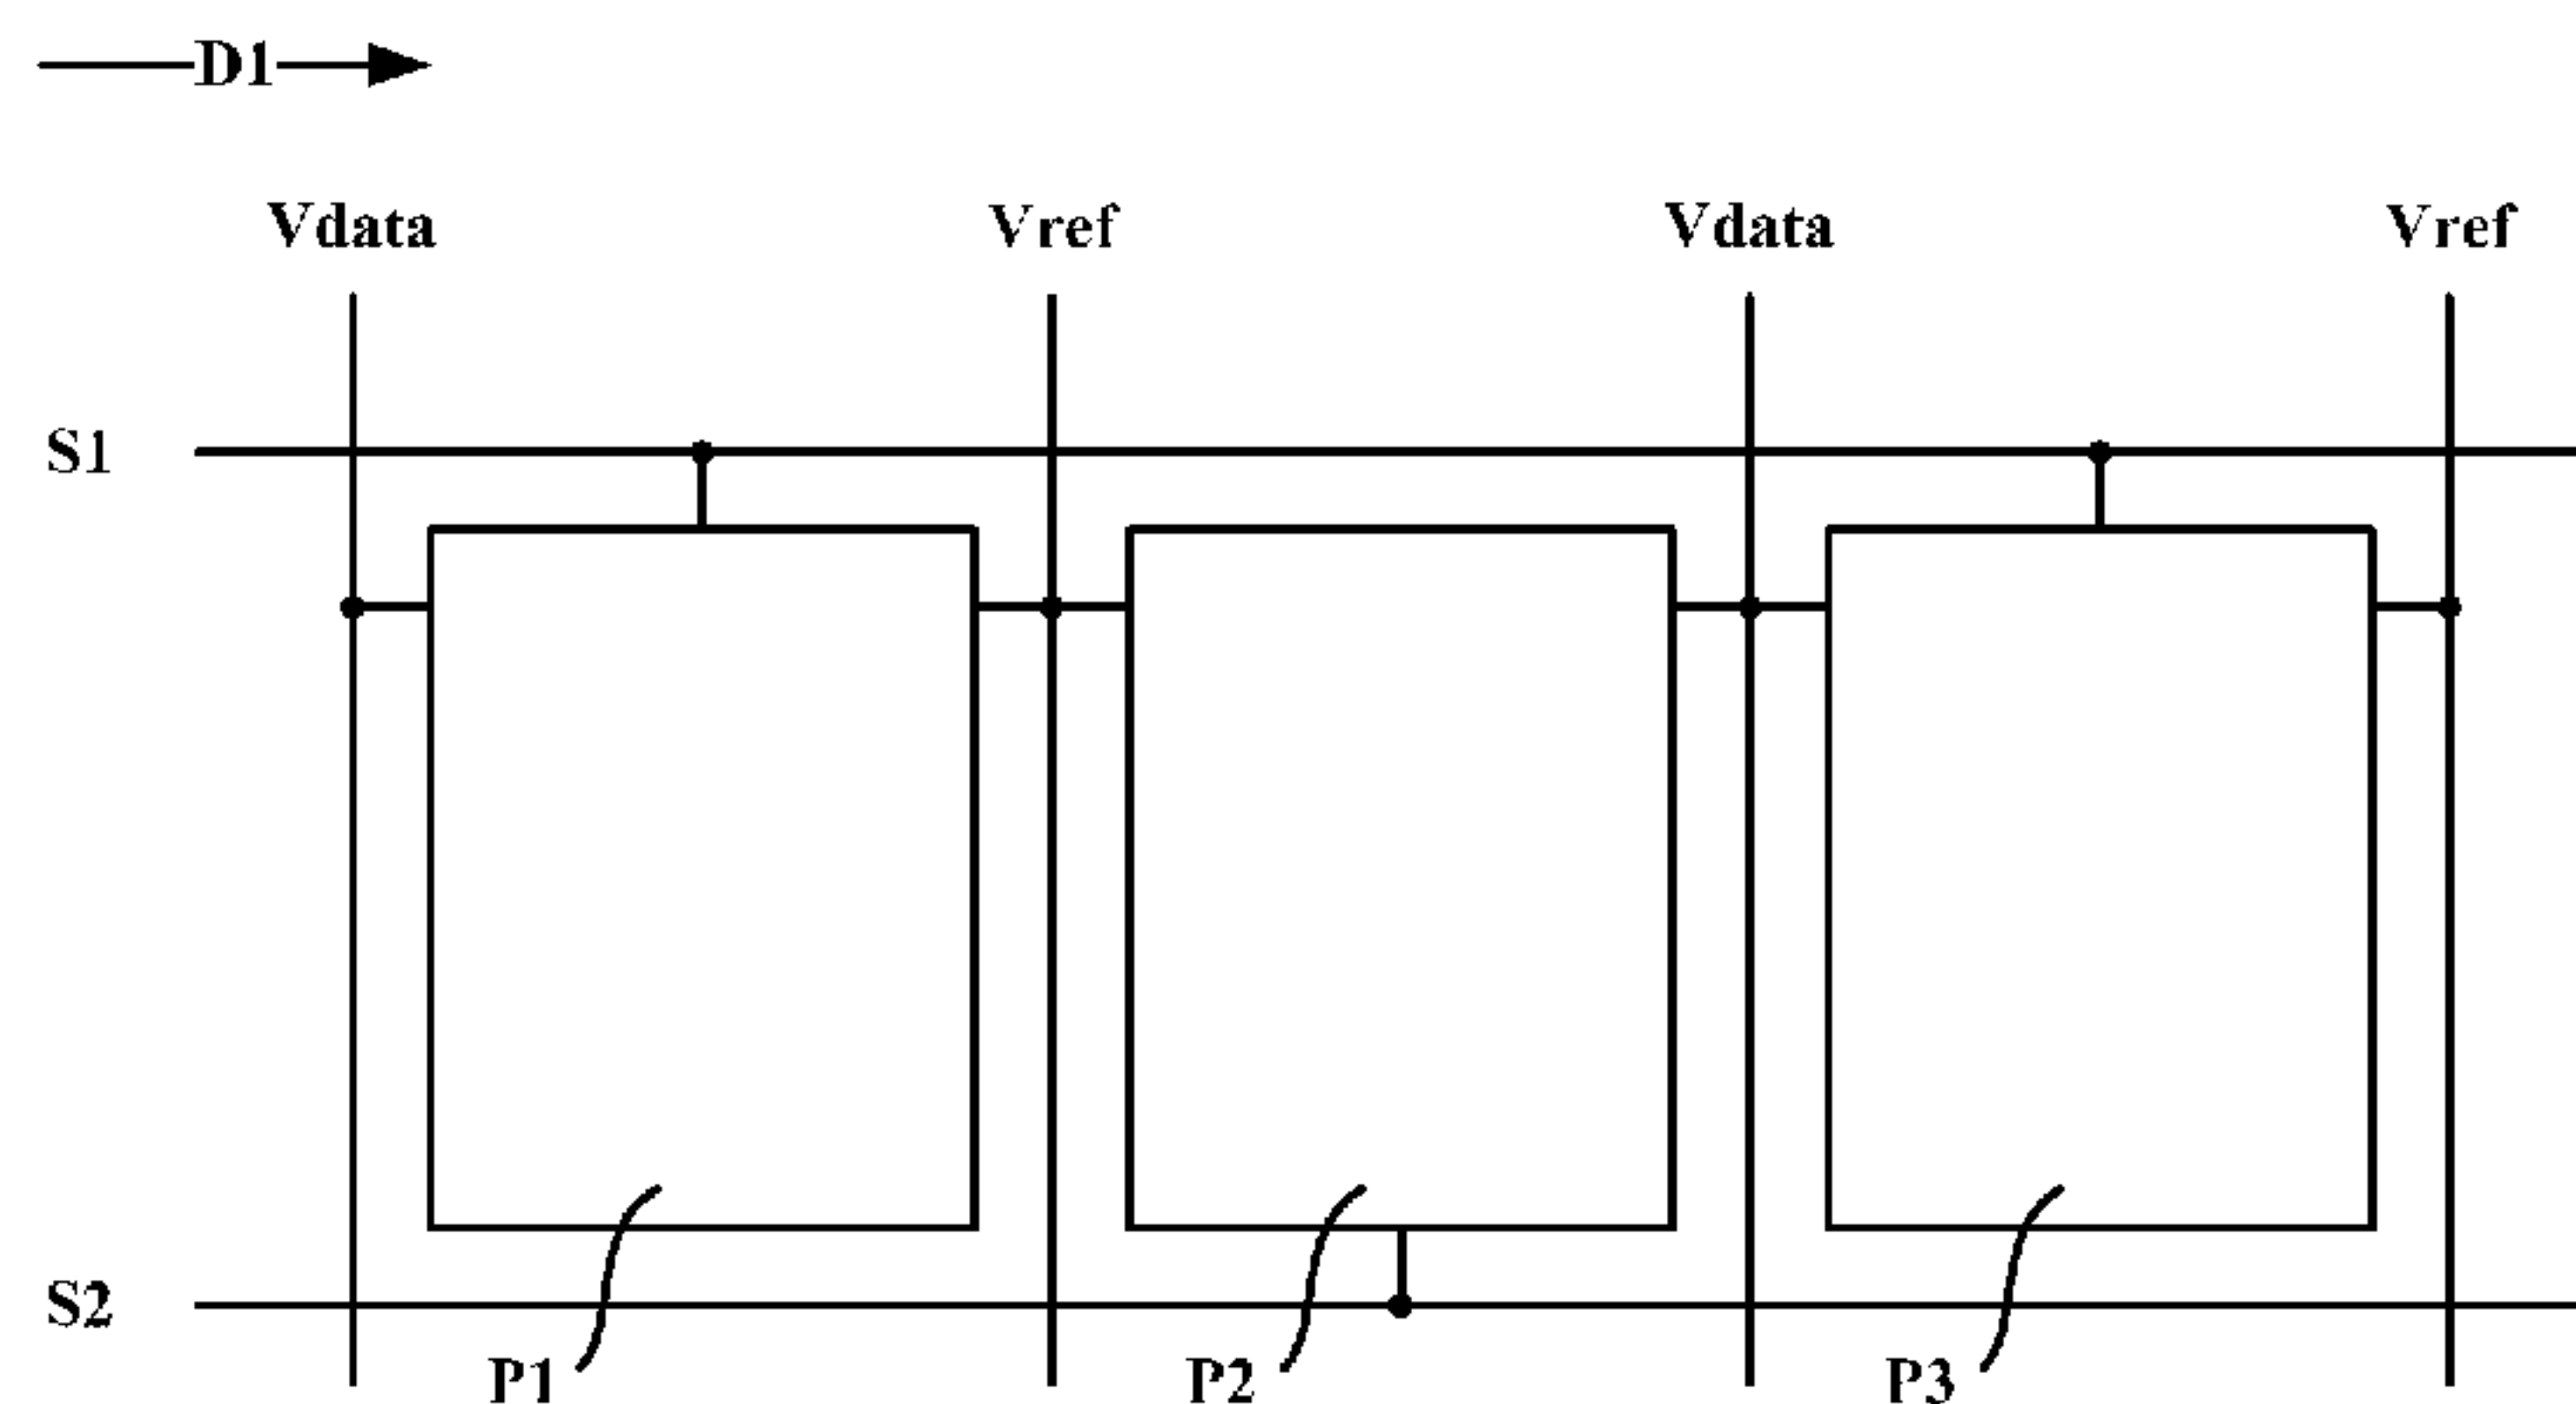 D1
Vdata Vref Vdata Vref
S1
S2
P1 P2 P3